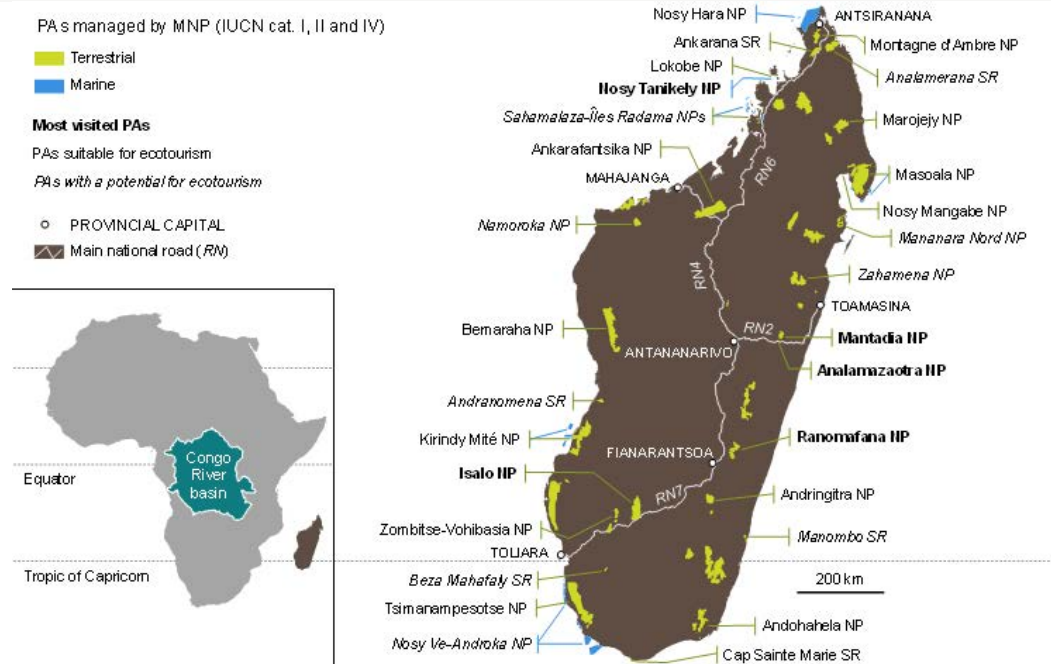 PAs managed by MNP (IUCN cat. I, II and IV)
Terrestrial
Marine
Most visited PAs
PAs suitable for ecotourism
PAs with a potential for ecotourism
PROVINCIAL CAPITAL
Main national road (RN)
Congo
River
basin
Equator
Tropic of Capricorn
Nosy Hara NP
ANTSIRANANA
Ankarana SR
Montagne d'Ambre NP
Lokobe NP
Analamerana SR
Nosy Tanikely NP
Sahamalaza-Îles Radama NPs
Marojejy NP
Ankarafantsika NP
RN6
MAHAJANGA
Masoala NP
Nosy Mangabe NP
Namoroka NP
Mananara Nord NP
RN4
Zahamena NP
TOAMASINA
Bemaraha NP
RN2
Mantadia NP
ANTANANARIVO
Analamazaotra NP
Andranomena SR
Kirindy Mité NP
Ranomafana NP
FIANARANTSOA
Isalo NP
RN7
Andringitra NP
Zombitse-Vohibasia NP
Manombo SR
TOLIARA
Beza Mahafaly SR
200 km
Tsimanampesotse NP
Andohahela NP
Nosy Ve-Androka NP
Cap Sainte Marie SR